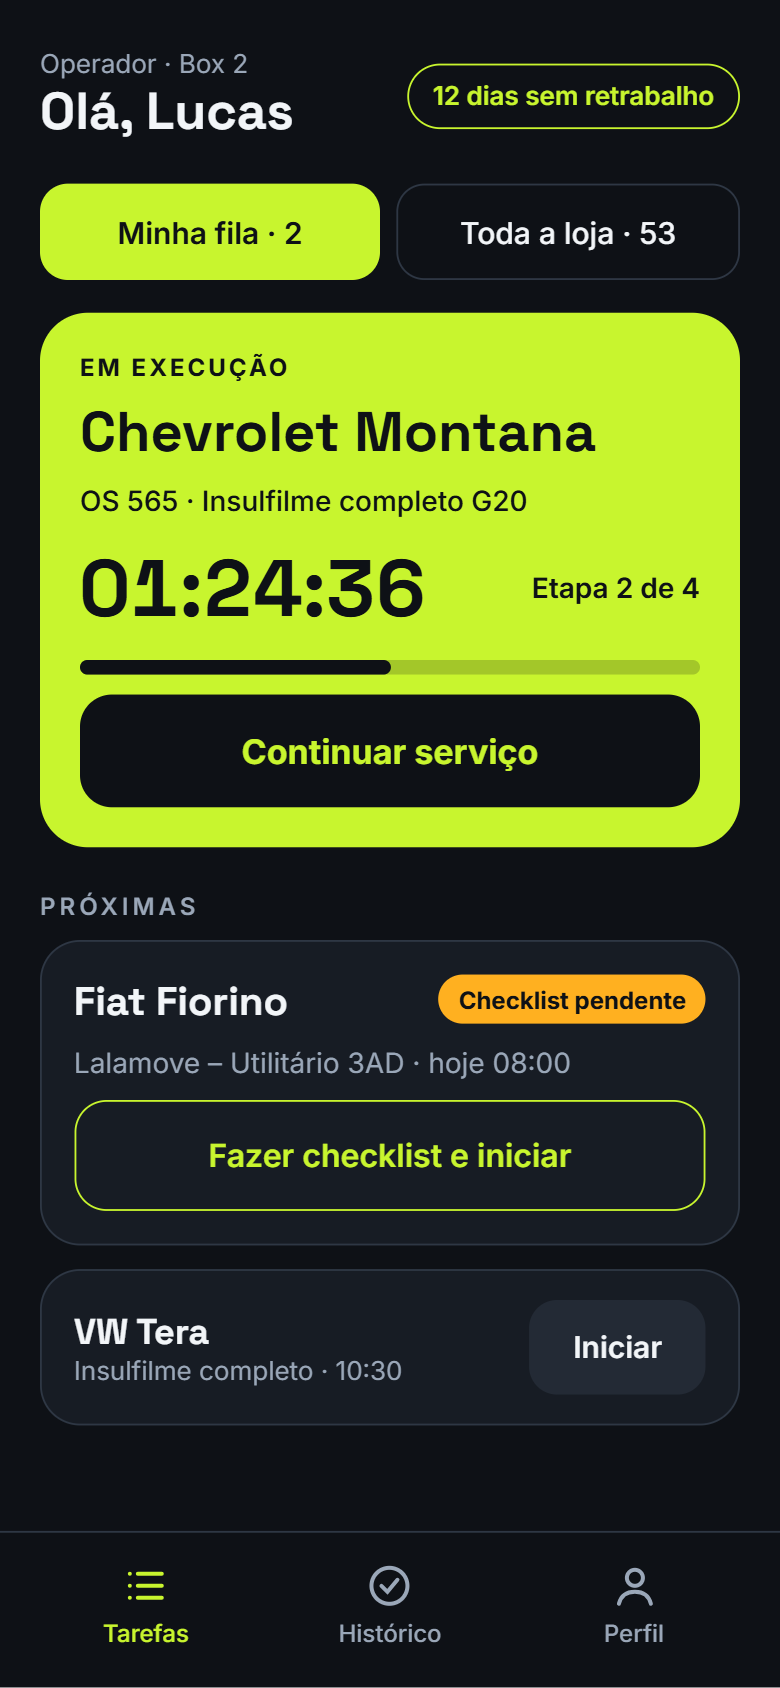 Operador · Box 2
Olá, Lucas
12 dias sem retrabalho
Minha fila · 2
Toda a loja · 53
EM EXECUÇÃO
Chevrolet Montana
OS 565 · Insulfilme completo G20
01:24:36
Etapa 2 de 4
Continuar serviço
PRÓXIMAS
Fiat Fiorino
Checklist pendente
Lalamove – Utilitário 3AD · hoje 08:00
Fazer checklist e iniciar
VW Tera
Insulfilme completo · 10:30
Iniciar
Tarefas
Histórico
Perfil